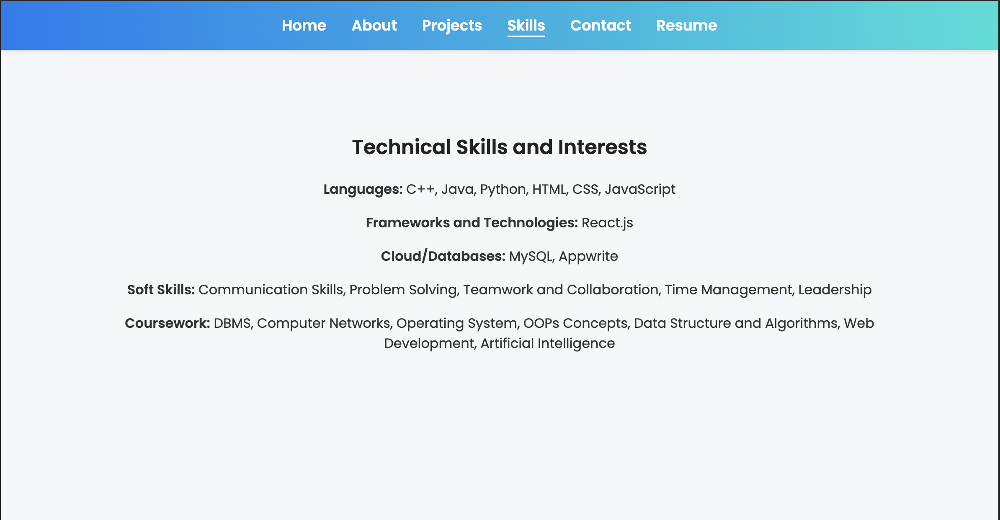 Home About Projects Skills Contact Resume
Technical Skills and Interests
Languages: C++, Java, Python, HTML, CSS, JavaScript
Frameworks and Technologies: React.js
Cloud/Databases: MySQL, Appwrite
Soft Skills: Communication Skills, Problem Solving, Teamwork and Collaboration, Time Management, Leadership
Coursework: DBMS, Computer Networks, Operating System, OOPs Concepts, Data Structure and Algorithms, Web
Development, Artificial Intelligence